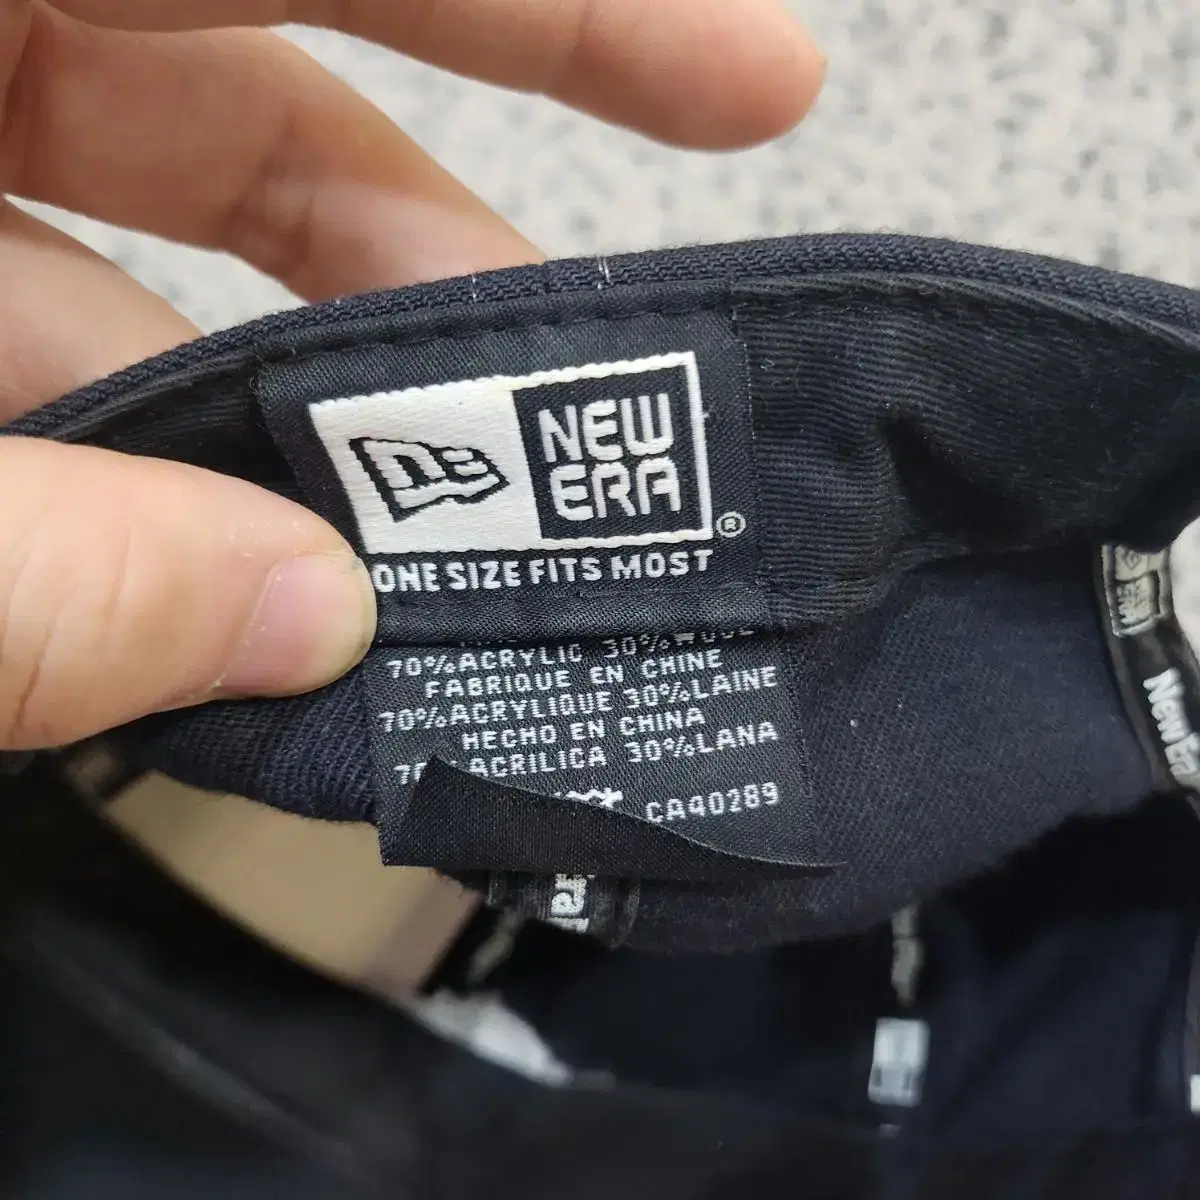 NEW
ERA
®
ONE SIZE FITS MOST
70% ACRYLIC 30% WOOL
FABRIQUE EN CHINE
70% ACRYLIQUE 30% LAINE
HECHO EN CHINA
ACRILICA 30% LANA
CA40289
New Era